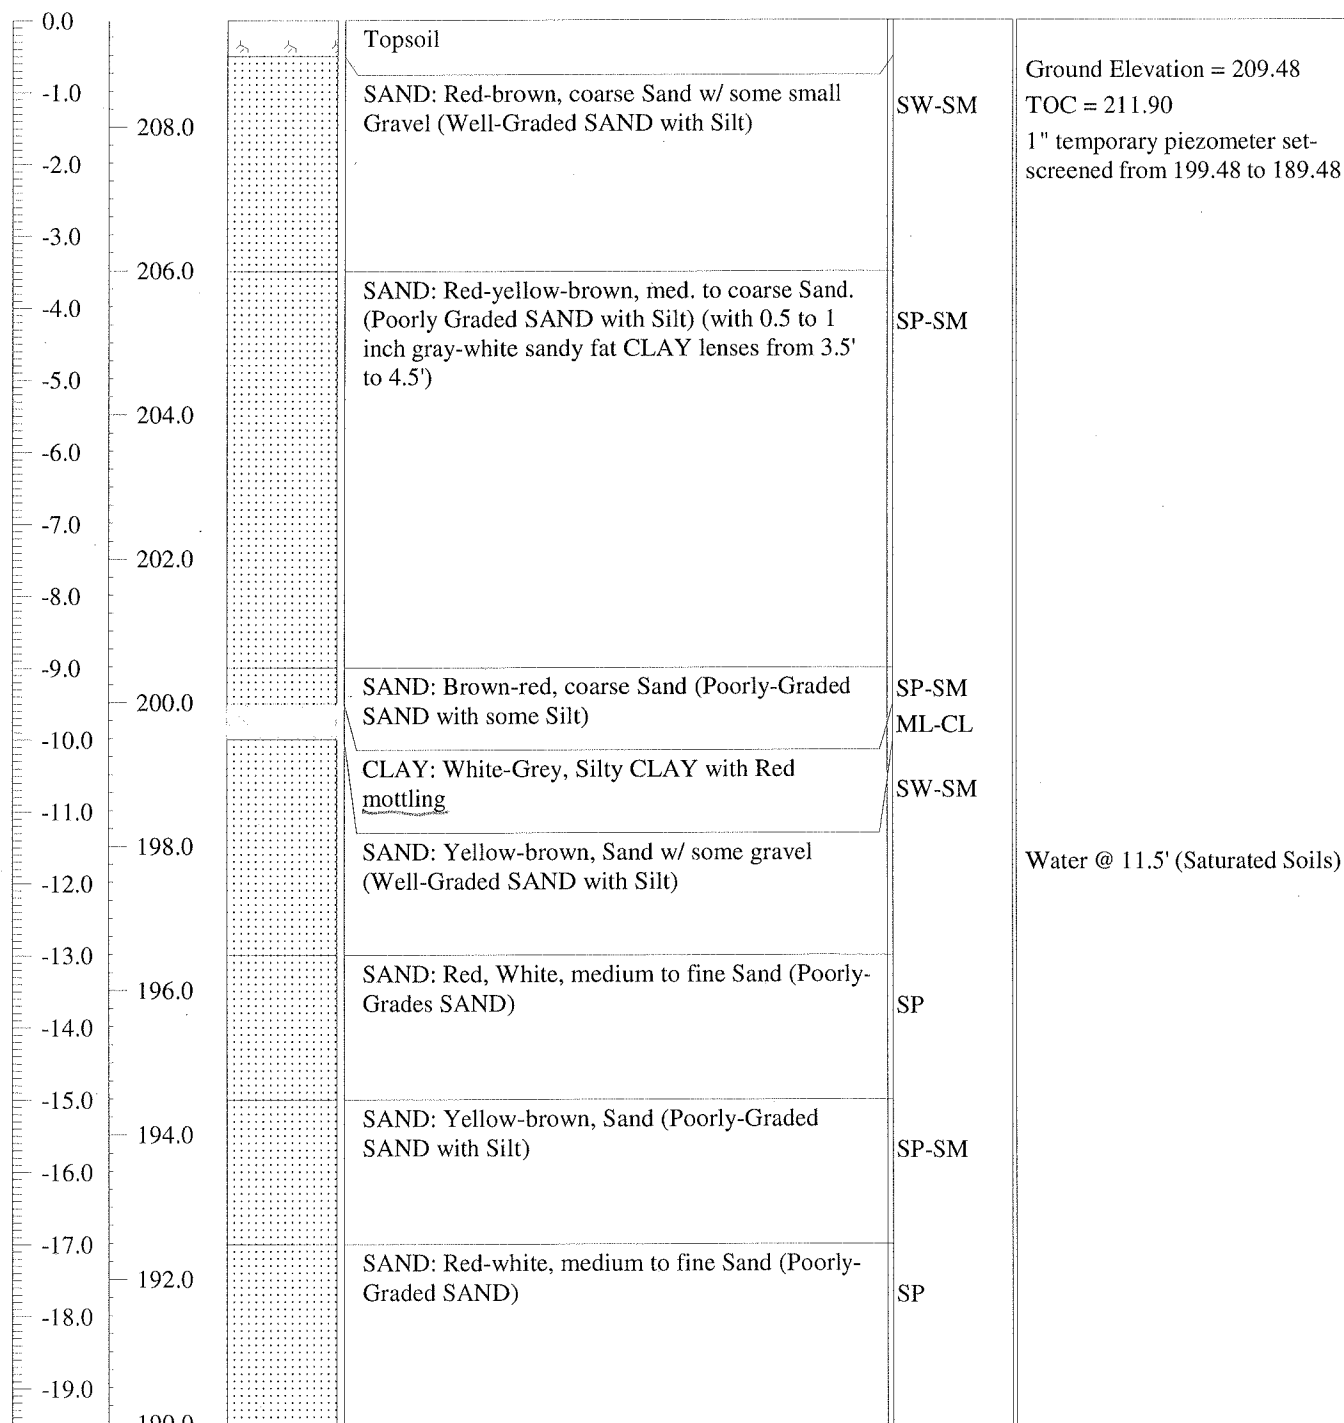 0.0
-1.0
-2.0
-3.0
-4.0
-5.0
-6.0
-7.0
-8.0
-9.0
-10.0
-11.0
-12.0
-13.0
-14.0
-15.0
-16.0
-17.0
-18.0
-19.0
208.0
206.0
204.0
202.0
200.0
198.0
196.0
194.0
192.0
190.0
Topsoil
SAND: Red-brown, coarse Sand w/ some small
Gravel (Well-Graded SAND with Silt)
SAND: Red-yellow-brown, med. to coarse Sand.
(Poorly Graded SAND with Silt) (with 0.5 to 1
inch gray-white sandy fat CLAY lenses from 3.5'
to 4.5')
SAND: Brown-red, coarse Sand (Poorly-Graded
SAND with some Silt)
CLAY: White-Grey, Silty CLAY with Red
mottling
SAND: Yellow-brown, Sand w/ some gravel
(Well-Graded SAND with Silt)
SAND: Red, White, medium to fine Sand (Poorly-
Grades SAND)
SAND: Yellow-brown, Sand (Poorly-Graded
SAND with Silt)
SAND: Red-white, medium to fine Sand (Poorly-
Graded SAND)
SW-SM
SP-SM
SP-SM
ML-CL
SW-SM
SP
SP-SM
SP
Ground Elevation = 209.48
TOC = 211.90
1" temporary piezometer set-
screened from 199.48 to 189.48
Water @ 11.5' (Saturated Soils)